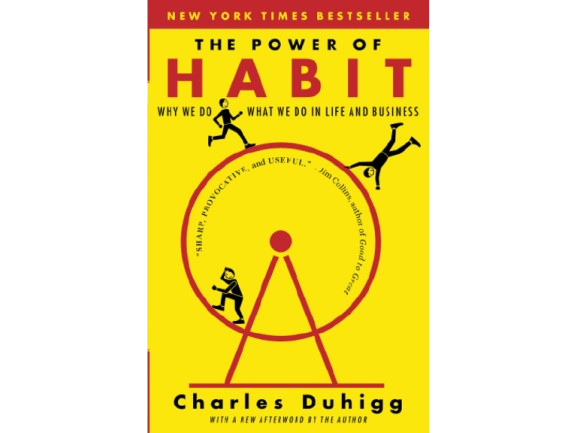 NEW YORK TIMES BESTSELLER
THE POWER OF
HABIT
WHY WE DO WHAT WE DO IN LIFE AND BUSINESS
"SHARP, PROVOCATIVE, and USEFUL." - Jim Collins, author of Good to Great
Charles Duhigg
WITH A NEW AFTERWORD BY THE AUTHOR